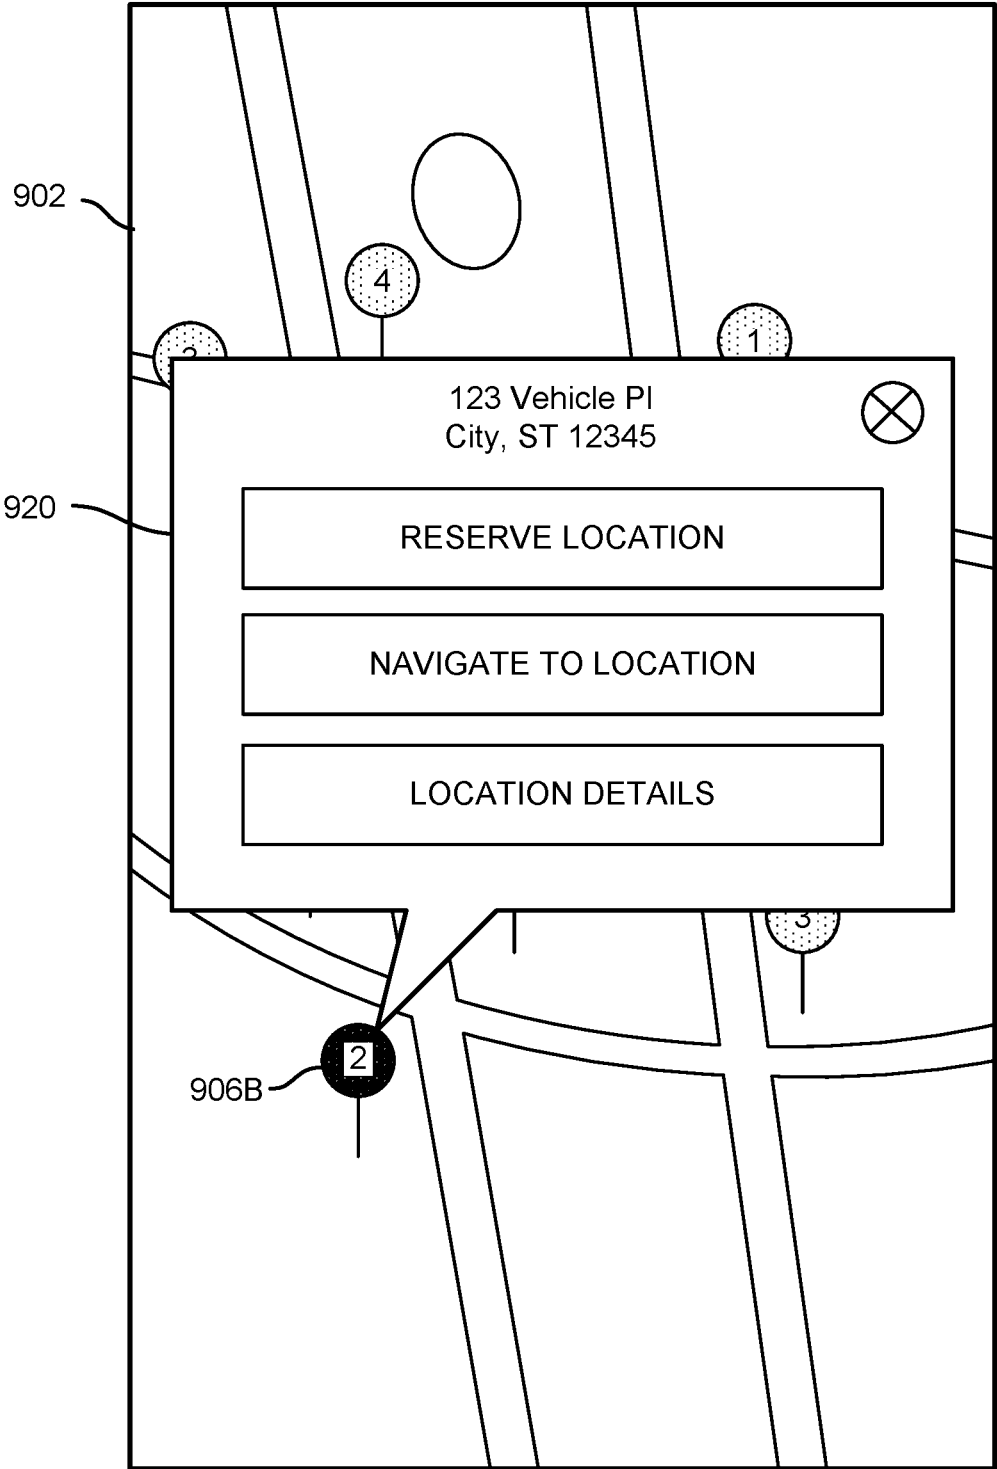 902
4
1
123 Vehicle Pl
City, ST 12345
920
RESERVE LOCATION
NAVIGATE TO LOCATION
LOCATION DETAILS
3
2
906B